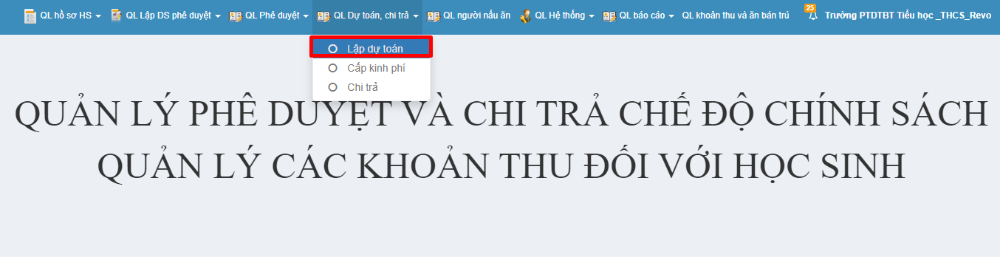 25
QL hồ sơ HS QL Lập DS phê duyệt QL Phê duyệt QL Dự toán, chi trả QL người nấu ăn QL Hệ thống QL báo cáo QL khoản thu và ăn bán trú Trường PTDTBT Tiểu học _THCS_Revo
Lập dự toán
Cấp kinh phí
Chi trả
QUẢN LÝ PHÊ DUYỆT VÀ CHI TRẢ CHẾ ĐỘ CHÍNH SÁCH
QUẢN LÝ CÁC KHOẢN THU ĐỐI VỚI HỌC SINH